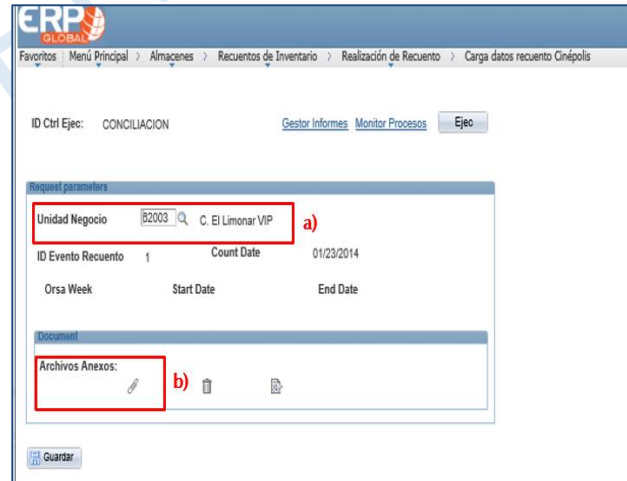 ERP
GLOBAL
Favoritos Menú Principal > Almacenes > Recuentos de Inventario > Realización de Recuento > Carga datos recuento Cinépolis
ID Ctrl Ejec: CONCILIACION Gestor Informes Monitor Procesos Ejec
Request parameters
Unidad Negocio 82003 C. El Limonar VIP a)
ID Evento Recuento 1 Count Date 01/23/2014
Orsa Week Start Date End Date
Document
Archivos Anexos:
b)
Guardar